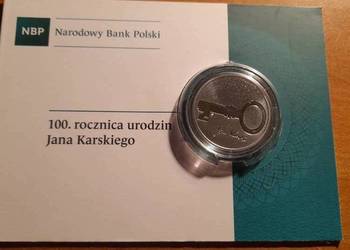 NBP
Narodowy Bank Polski
100. rocznica urodzin
Jana Karskiego